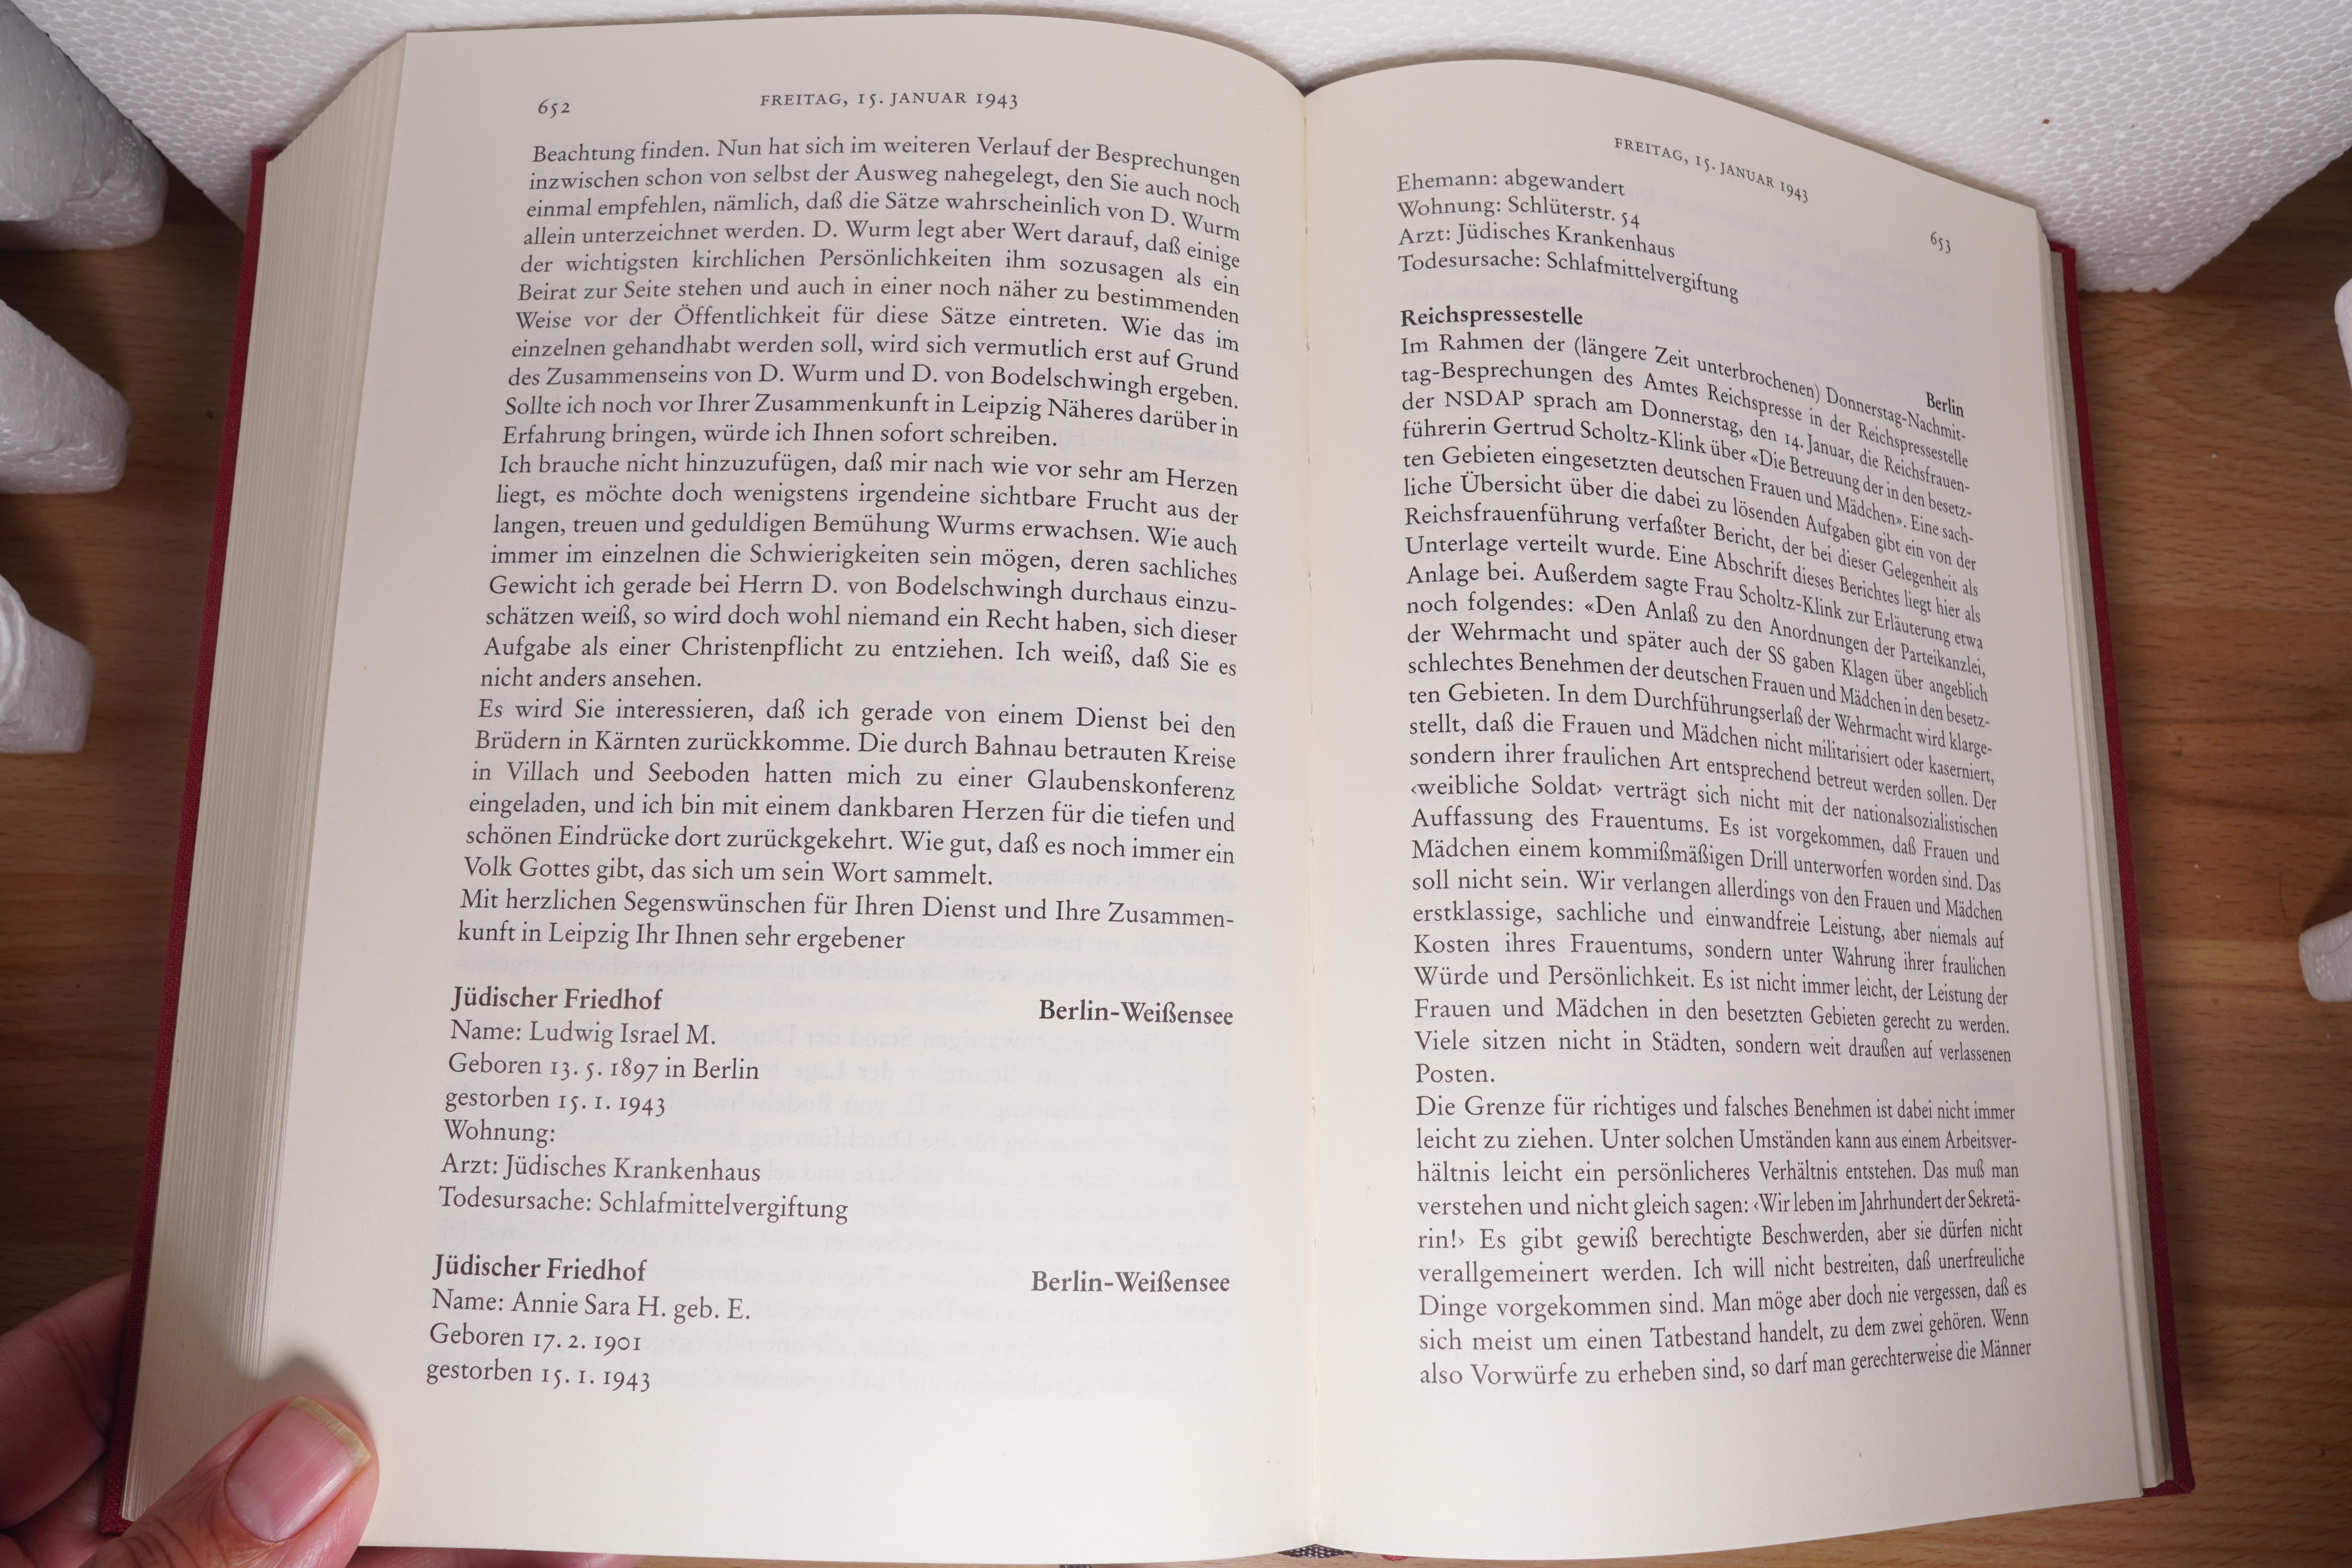 652
FREITAG, 15. JANUAR 1943
Beachtung finden. Nun hat sich im weiteren Verlauf der Besprechungen
inzwischen schon von selbst der Ausweg nahegelegt, den Sie auch noch
einmal empfehlen, nämlich, daß die Sätze wahrscheinlich von D. Wurm
allein unterzeichnet werden. D. Wurm legt aber Wert darauf, daß einige
der wichtigsten kirchlichen Persönlichkeiten ihm sozusagen als ein
Beirat zur Seite stehen und auch in einer noch näher zu bestimmenden
Weise vor der Öffentlichkeit für diese Sätze eintreten. Wie das im
einzelnen gehandhabt werden soll, wird sich vermutlich erst auf Grund
des Zusammenseins von D. Wurm und D. von Bodelschwingh ergeben.
Sollte ich noch vor Ihrer Zusammenkunft in Leipzig Näheres darüber in
Erfahrung bringen, würde ich Ihnen sofort schreiben.
Ich brauche nicht hinzuzufügen, daß mir nach wie vor sehr am Herzen
liegt, es möchte doch wenigstens irgendeine sichtbare Frucht aus der
langen, treuen und geduldigen Bemühung Wurms erwachsen. Wie auch
immer im einzelnen die Schwierigkeiten sein mögen, deren sachliches
Gewicht ich gerade bei Herrn D. von Bodelschwingh durchaus einzu-
schätzen weiß, so wird doch wohl niemand ein Recht haben, sich dieser
Aufgabe als einer Christenpflicht zu entziehen. Ich weiß, daß Sie es
nicht anders ansehen.
Es wird Sie interessieren, daß ich gerade von einem Dienst bei den
Brüdern in Kärnten zurückkomme. Die durch Bahnau betrauten Kreise
in Villach und Seeboden hatten mich zu einer Glaubenskonferenz
eingeladen, und ich bin mit einem dankbaren Herzen für die tiefen und
schönen Eindrücke dort zurückgekehrt. Wie gut, daß es noch immer ein
Volk Gottes gibt, das sich um sein Wort sammelt.
Mit herzlichen Segenswünschen für Ihren Dienst und Ihre Zusammen-
kunft in Leipzig Ihr Ihnen sehr ergebener
Jüdischer Friedhof Berlin-Weißensee
Name: Ludwig Israel M.
Geboren 13. 5. 1897 in Berlin
gestorben 15. 1. 1943
Wohnung:
Arzt: Jüdisches Krankenhaus
Todesursache: Schlafmittelvergiftung
Jüdischer Friedhof Berlin-Weißensee
Name: Annie Sara H. geb. E.
Geboren 17. 2. 1901
gestorben 15. 1. 1943
FREITAG, 15. JANUAR 1943
653
Ehemann: abgewandert
Wohnung: Schlüterstr. 54
Arzt: Jüdisches Krankenhaus
Todesursache: Schlafmittelvergiftung
Reichspressestelle Berlin
Im Rahmen der (längere Zeit unterbrochenen) Donnerstag-Nachmit-
tag-Besprechungen des Amtes Reichspresse in der Reichspressestelle
der NSDAP sprach am Donnerstag, den 14. Januar, die Reichsfrauen-
führerin Gertrud Scholtz-Klink über «Die Betreuung der in den besetz-
ten Gebieten eingesetzten deutschen Frauen und Mädchen». Eine sach-
liche Übersicht über die dabei zu lösenden Aufgaben gibt ein von der
Reichsfrauenführung verfaßter Bericht, der bei dieser Gelegenheit als
Unterlage verteilt wurde. Eine Abschrift dieses Berichtes liegt hier als
Anlage bei. Außerdem sagte Frau Scholtz-Klink zur Erläuterung etwa
noch folgendes: «Den Anlaß zu den Anordnungen der Parteikanzlei,
der Wehrmacht und später auch der SS gaben Klagen über angeblich
schlechtes Benehmen der deutschen Frauen und Mädchen in den besetz-
ten Gebieten. In dem Durchführungserlaß der Wehrmacht wird klarge-
stellt, daß die Frauen und Mädchen nicht militarisiert oder kaserniert,
sondern ihrer fraulichen Art entsprechend betreut werden sollen. Der
‹weibliche Soldat› verträgt sich nicht mit der nationalsozialistischen
Auffassung des Frauentums. Es ist vorgekommen, daß Frauen und
Mädchen einem kommißmäßigen Drill unterworfen worden sind. Das
soll nicht sein. Wir verlangen allerdings von den Frauen und Mädchen
erstklassige, sachliche und einwandfreie Leistung, aber niemals auf
Kosten ihres Frauentums, sondern unter Wahrung ihrer fraulichen
Würde und Persönlichkeit. Es ist nicht immer leicht, der Leistung der
Frauen und Mädchen in den besetzten Gebieten gerecht zu werden.
Viele sitzen nicht in Städten, sondern weit draußen auf verlassenen
Posten.
Die Grenze für richtiges und falsches Benehmen ist dabei nicht immer
leicht zu ziehen. Unter solchen Umständen kann aus einem Arbeitsver-
hältnis leicht ein persönlicheres Verhältnis entstehen. Das muß man
verstehen und nicht gleich sagen: ‹Wir leben im Jahrhundert der Sekretä-
rin!› Es gibt gewiß berechtigte Beschwerden, aber sie dürfen nicht
verallgemeinert werden. Ich will nicht bestreiten, daß unerfreuliche
Dinge vorgekommen sind. Man möge aber doch nie vergessen, daß es
sich meist um einen Tatbestand handelt, zu dem zwei gehören. Wenn
also Vorwürfe zu erheben sind, so darf man gerechterweise die Männer